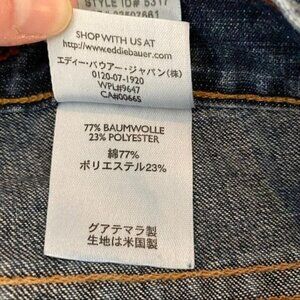 STYLE ID# 5317
SHOP WITH US AT
http://www.eddiebauer.com
エディー・バウアー・ジャパン(株)
0120-07-1920
WPL#9647
CA#00665
77% BAUMWOLLE
23% POLYESTER
綿77%
ポリエステル23%
グアテマラ製
生地は米国製